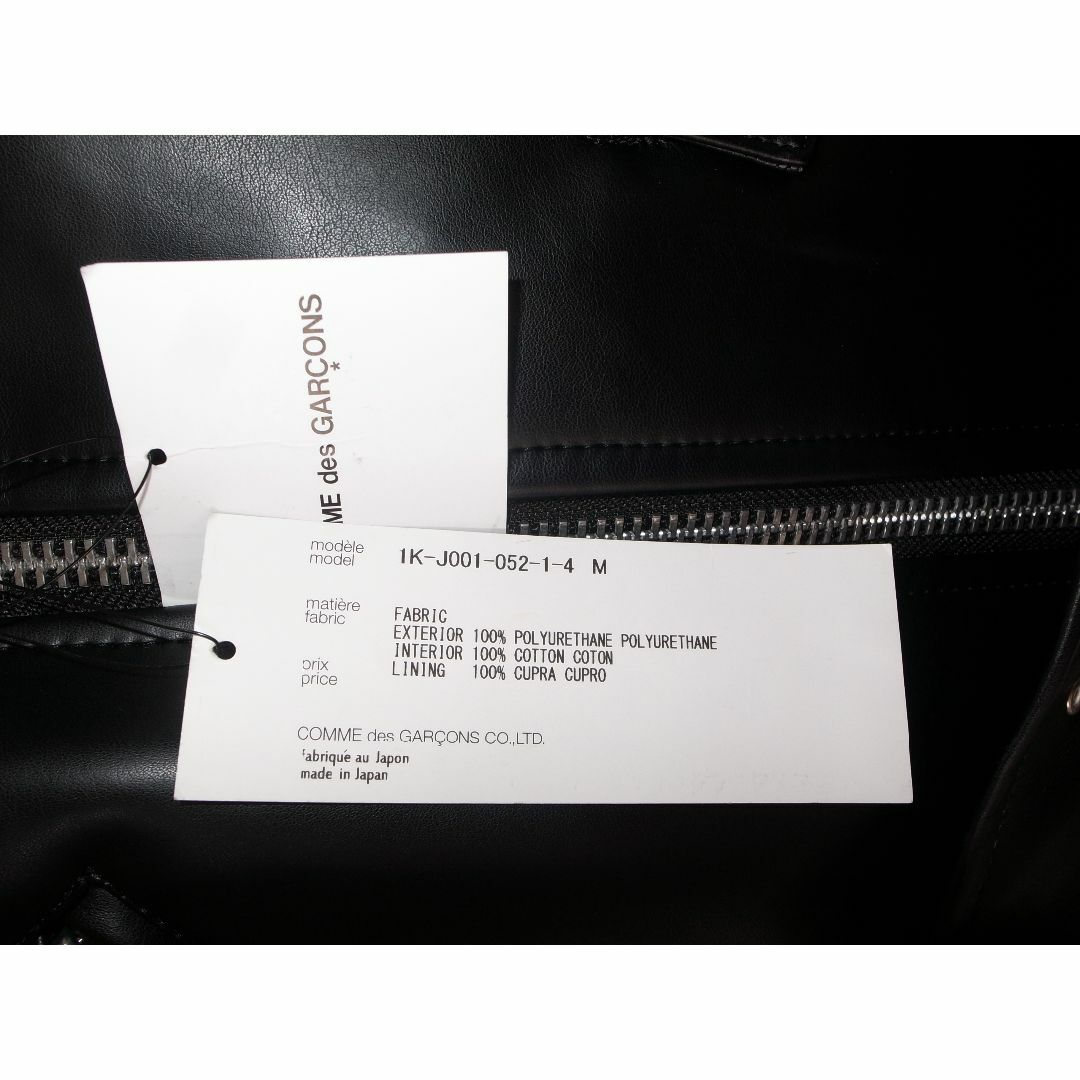 des GARÇONS
*
modèle
model 1K-J001-052-1-4 M
matière
fabric FABRIC
EXTERIOR 100% POLYURETHANE POLYURETHANE
INTERIOR 100% COTTON COTON
LINING 100% CUPRA CUPRO
prix
price
COMME des GARÇONS CO.,LTD.
fabriqué au Japon
made in Japan